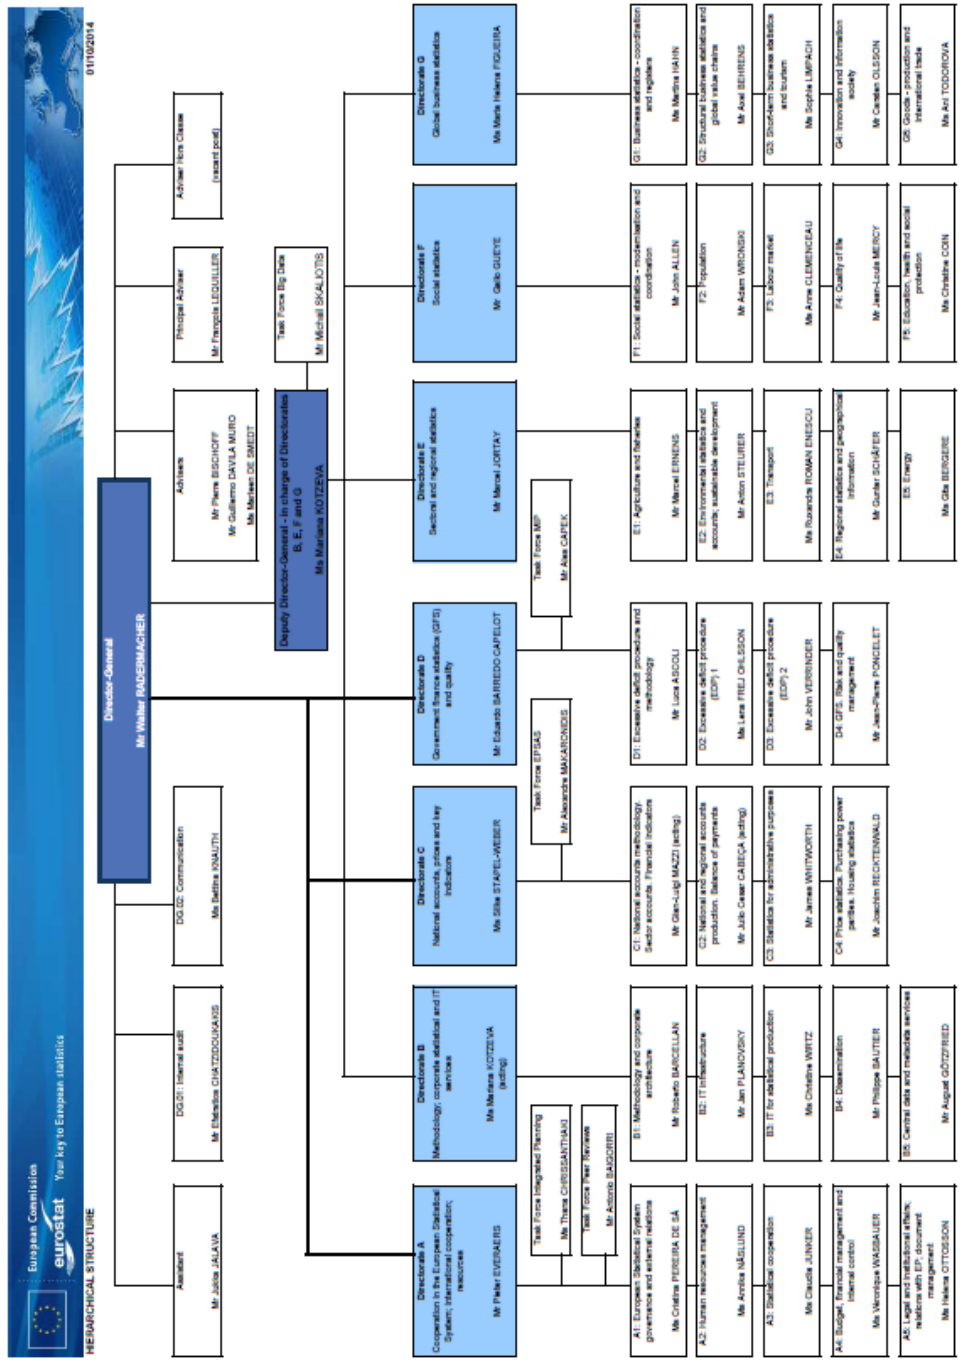 European Commission
eurostat Your key to European statistics
HIERARCHICAL STRUCTURE
01/10/2014
Director-General
Mr Walter RADERMACHER
Assistant
Mr Jukka JALAVA
DG.01: Internal audit
Mr Efstratios CHATZIDOUKAKIS
DG.02: Communication
Ms Bettina KNAUTH
Advisers
Mr Pierre BISCHOFF
Mr Guillermo DAVILA MURO
Ms Marleen DE SMEDT
Principal Adviser
Mr François LEQUILLER
Adviser Hors Classe
(vacant post)
Deputy Director-General - in charge of Directorates
B, E, F and G
Ms Mariana KOTZEVA
Task Force Big Data
Mr Michail SKALIOTIS
Directorate A
Cooperation in the European Statistical
System; international cooperation;
resources
Mr Pieter EVERAERS
Directorate B
Methodology; corporate statistical and IT
services
Ms Mariana KOTZEVA
(acting)
Directorate C
National accounts, prices and key
indicators
Ms Silke STAPEL-WEBER
Directorate D
Government finance statistics (GFS)
and quality
Mr Eduardo BARREDO CAPELOT
Directorate E
Sectoral and regional statistics
Mr Marcel JORTAY
Directorate F
Social statistics
Mr Gallo GUEYE
Directorate G
Global business statistics
Ms Maria Helena FIGUEIRA
Task Force Integrated Planning
Ms Thana CHRISSANTHAKI
Task Force Peer Reviews
Mr Antonio BAIGORRI
Task Force EPSAS
Mr Alexandre MAKARONIDIS
Task Force MIP
Mr Alea CAPEK
A1: European Statistical System
governance and external relations
Ms Cristina PEREIRA DE SÁ
A2: Human resources management
Ms Annika NÄSLUND
A3: Statistical cooperation
Ms Claudia JUNKER
A4: Budget, financial management and
internal control
Ms Véronique WASBAUER
A5: Legal and institutional affairs;
relations with EP, document
management
Ms Helena OTTOSSON
B1: Methodology and corporate
architecture
Mr Roberto BARCELLAN
B2: IT infrastructure
Mr Jan PLANOVSKY
B3: IT for statistical production
Ms Christine WIRTZ
B4: Dissemination
Mr Philippe BAUTIER
B5: Central data and metadata services
Mr August GÖTZFRIED
C1: National accounts methodology.
Sector accounts. Financial indicators
Mr Gian-Luigi MAZZI (acting)
C2: National and regional accounts
production. Balance of payments
Mr Julio Cesar CABEÇA (acting)
C3: Statistics for administrative purposes
Mr James WHITWORTH
C4: Price statistics. Purchasing power
parities. Housing statistics
Mr Joachim RECKTENWALD
D1: Excessive deficit procedure and
methodology
Mr Luca ASCOLI
D2: Excessive deficit procedure
(EDP) 1
Ms Lena FREJ OHLSSON
D3: Excessive deficit procedure
(EDP) 2
Mr John VERRINDER
D4: GFS. Risk and quality
management
Mr Jean-Pierre PONCELET
E1: Agriculture and fisheries
Mr Marcel ERNENS
E2: Environmental statistics and
accounts; sustainable development
Mr Anton STEURER
E3: Transport
Ms Ruxandra ROMAN ENESCU
E4: Regional statistics and geographical
information
Mr Gunter SCHÄFER
E5: Energy
Ms Gita BERGERE
F1: Social statistics - modernisation and
coordination
Mr John ALLEN
F2: Population
Mr Adam WRONSKI
F3: Labour market
Ms Anne CLEMENCEAU
F4: Quality of life
Mr Jean-Louis MERCY
F5: Education, health and social
protection
Ms Christine COIN
G1: Business statistics - coordination
and registers
Ms Martina HAHN
G2: Structural business statistics and
global value chains
Mr Axel BEHRENS
G3: Short-term business statistics
and tourism
Ms Sophie LIMPACH
G4: Innovation and information
society
Mr Carsten OLSSON
G5: Goods - production and
international trade
Ms Ani TODOROVA